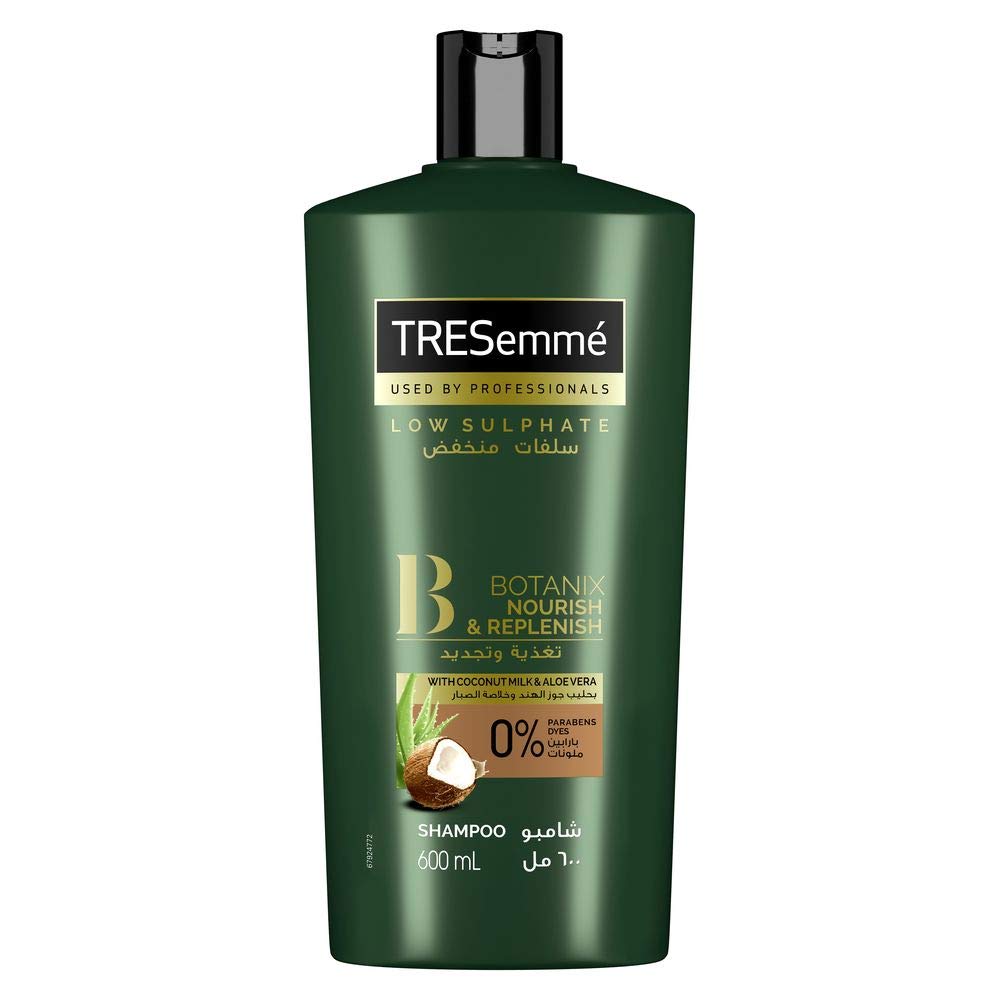 TRESemmé
USED BY PROFESSIONALS
LOW SULPHATE
سلفات منخفض
B
BOTANIX
NOURISH
& REPLENISH
تغذية وتجديد
WITH COCONUT MILK & ALOE VERA
بحليب جوز الهند وخلاصة الصبار
0% PARABENS
DYES
بارابين
ملونات
SHAMPOO شامبو
600 mL ٦٠٠ مل
67924772